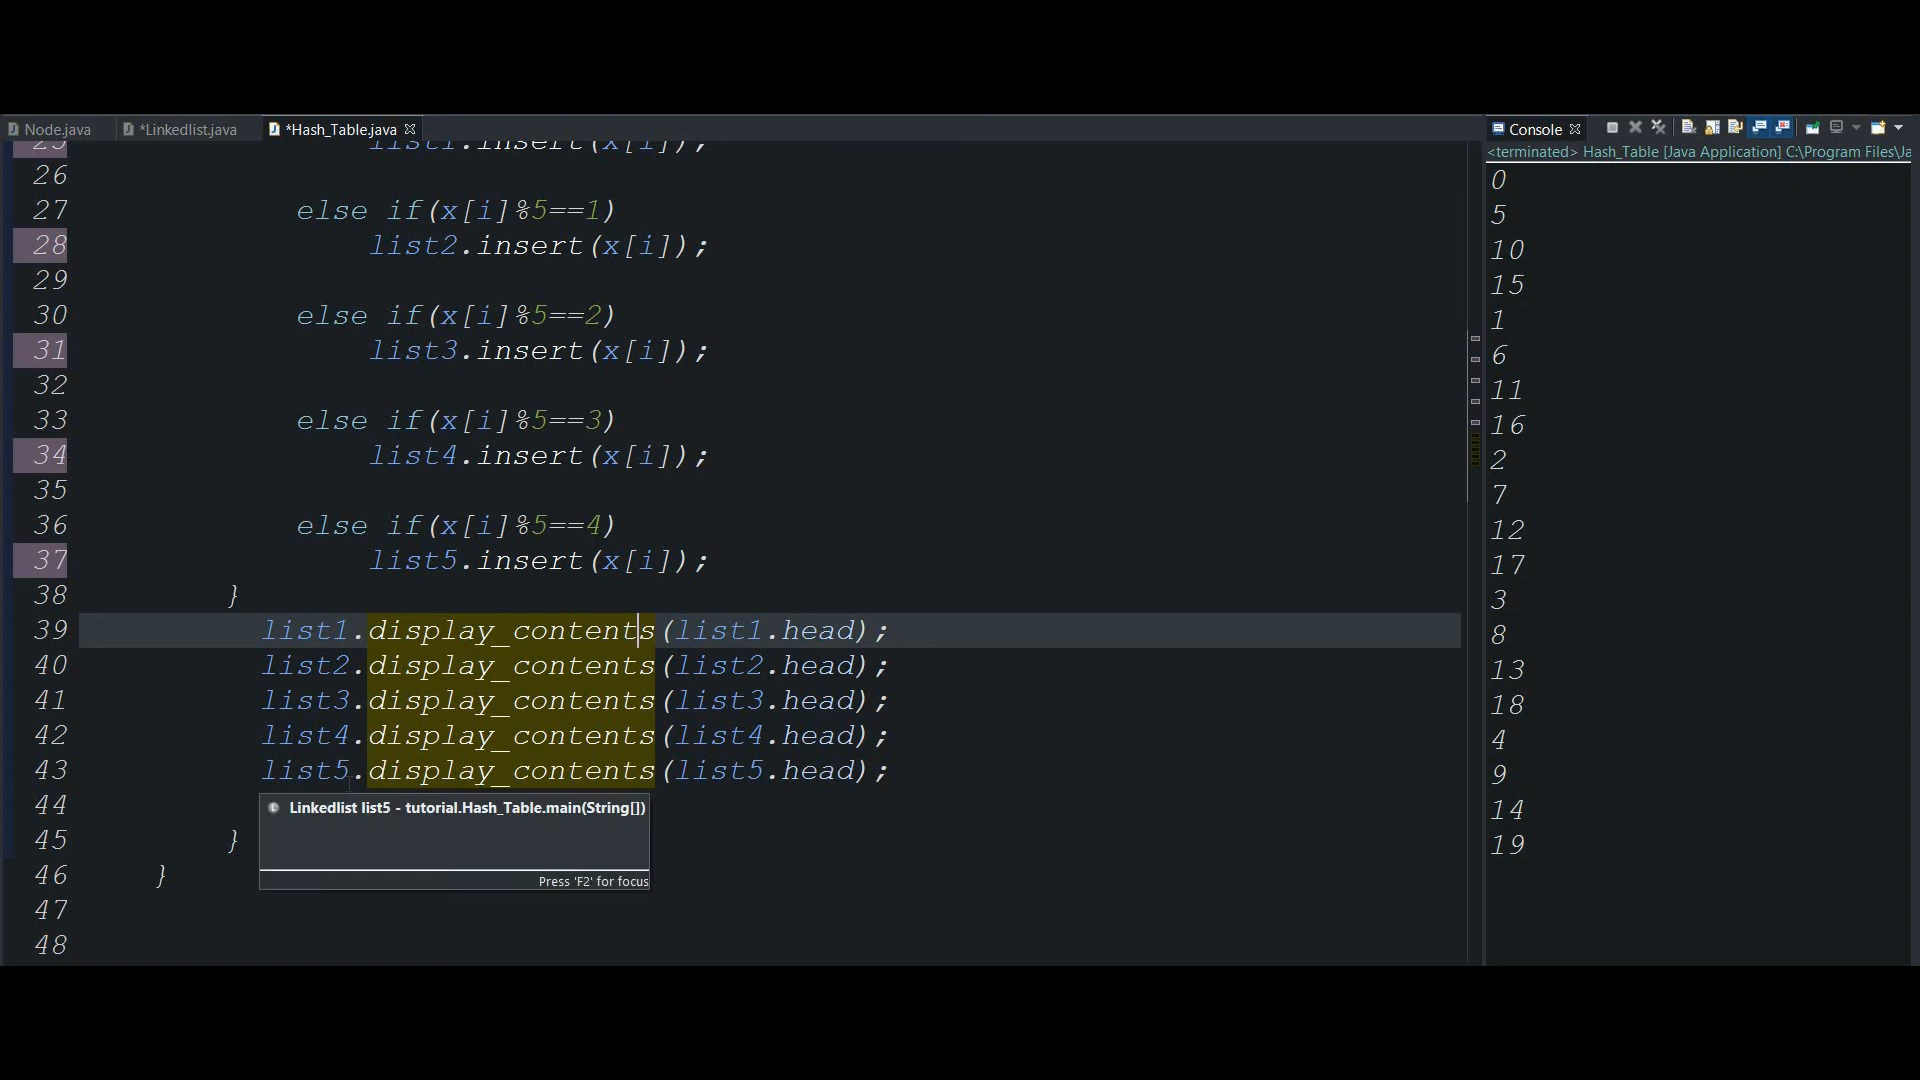 Node.java *Linkedlist.java *Hash_Table.java
25 list1.insert(x[i]);
26
27 else if(x[i]%5==1)
28 list2.insert(x[i]);
29
30 else if(x[i]%5==2)
31 list3.insert(x[i]);
32
33 else if(x[i]%5==3)
34 list4.insert(x[i]);
35
36 else if(x[i]%5==4)
37 list5.insert(x[i]);
38 }
39 list1.display_contents(list1.head);
40 list2.display_contents(list2.head);
41 list3.display_contents(list3.head);
42 list4.display_contents(list4.head);
43 list5.display_contents(list5.head);
44
Linkedlist list5 - tutorial.Hash_Table.main(String[])
45 }
46 }
Press 'F2' for focus
47
48
Console
<terminated> Hash_Table [Java Application] C:\Program Files\Ja
0
5
10
15
1
6
11
16
2
7
12
17
3
8
13
18
4
9
14
19